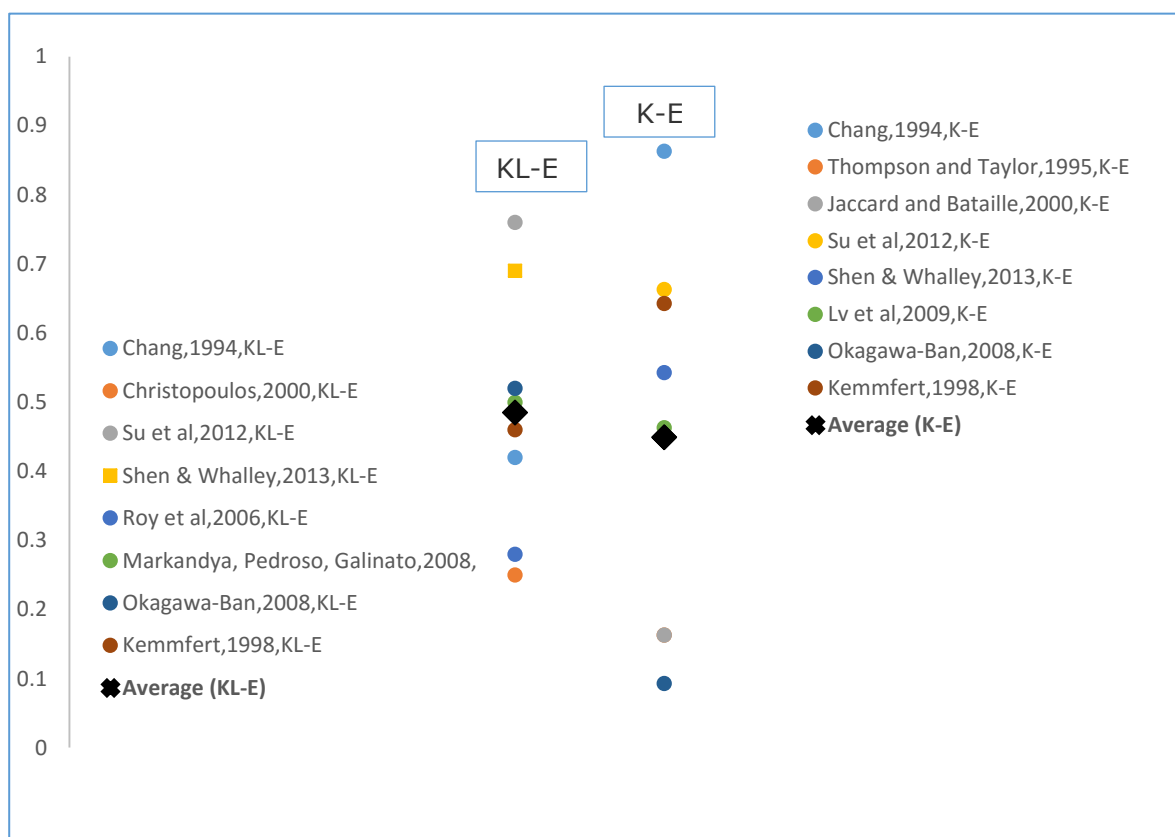 1
0.9
0.8
0.7
0.6
0.5
0.4
0.3
0.2
0.1
0
KL-E
K-E
Chang,1994,KL-E
Christopoulos,2000,KL-E
Su et al,2012,KL-E
Shen & Whalley,2013,KL-E
Roy et al,2006,KL-E
Markandya, Pedroso, Galinato,2008,
Okagawa-Ban,2008,KL-E
Kemmfert,1998,KL-E
Average (KL-E)
Chang,1994,K-E
Thompson and Taylor,1995,K-E
Jaccard and Bataille,2000,K-E
Su et al,2012,K-E
Shen & Whalley,2013,K-E
Lv et al,2009,K-E
Okagawa-Ban,2008,K-E
Kemmfert,1998,K-E
Average (K-E)